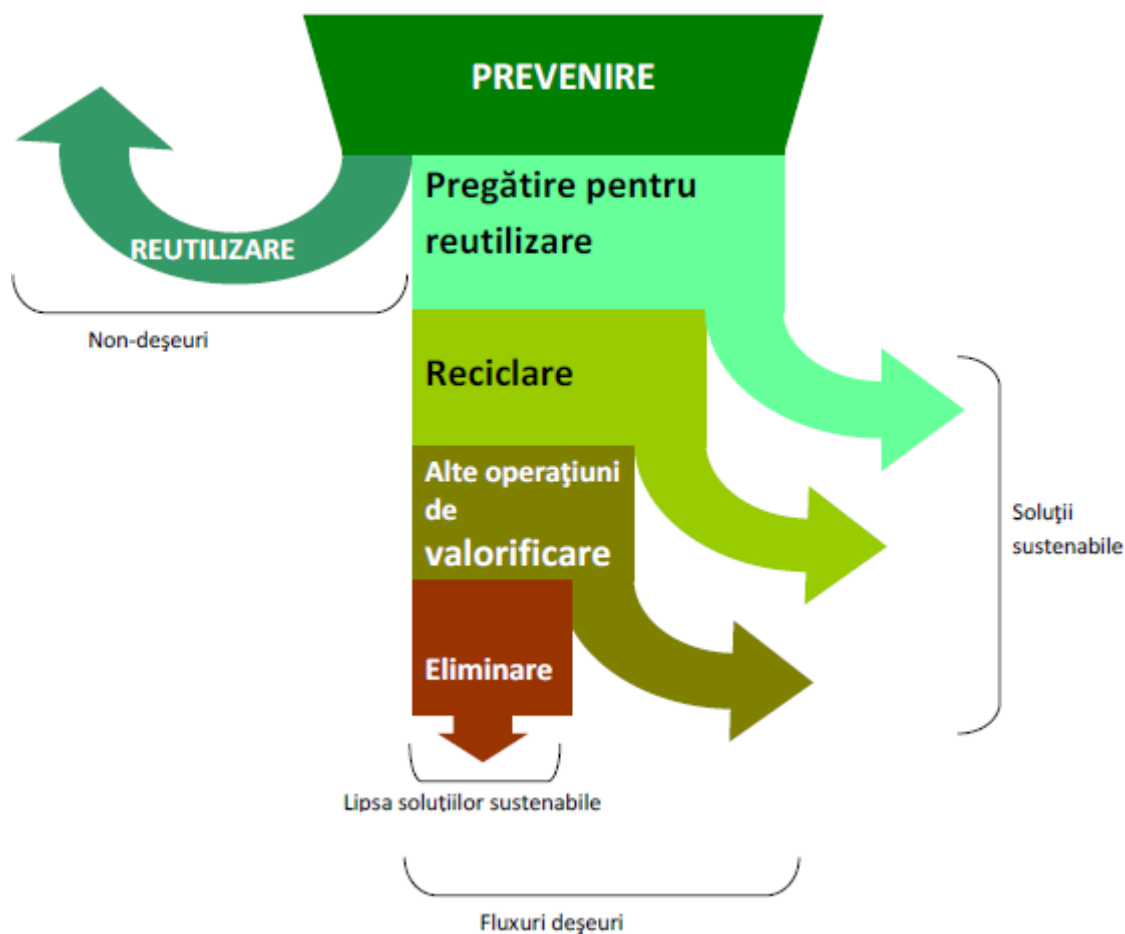 PREVENIRE
Pregătire pentru
reutilizare
REUTILIZARE
Non-deşeuri
Reciclare
Alte operaţiuni
de
valorificare
Soluţii
sustenabile
Eliminare
Lipsa soluţiilor sustenabile
Fluxuri deşeuri